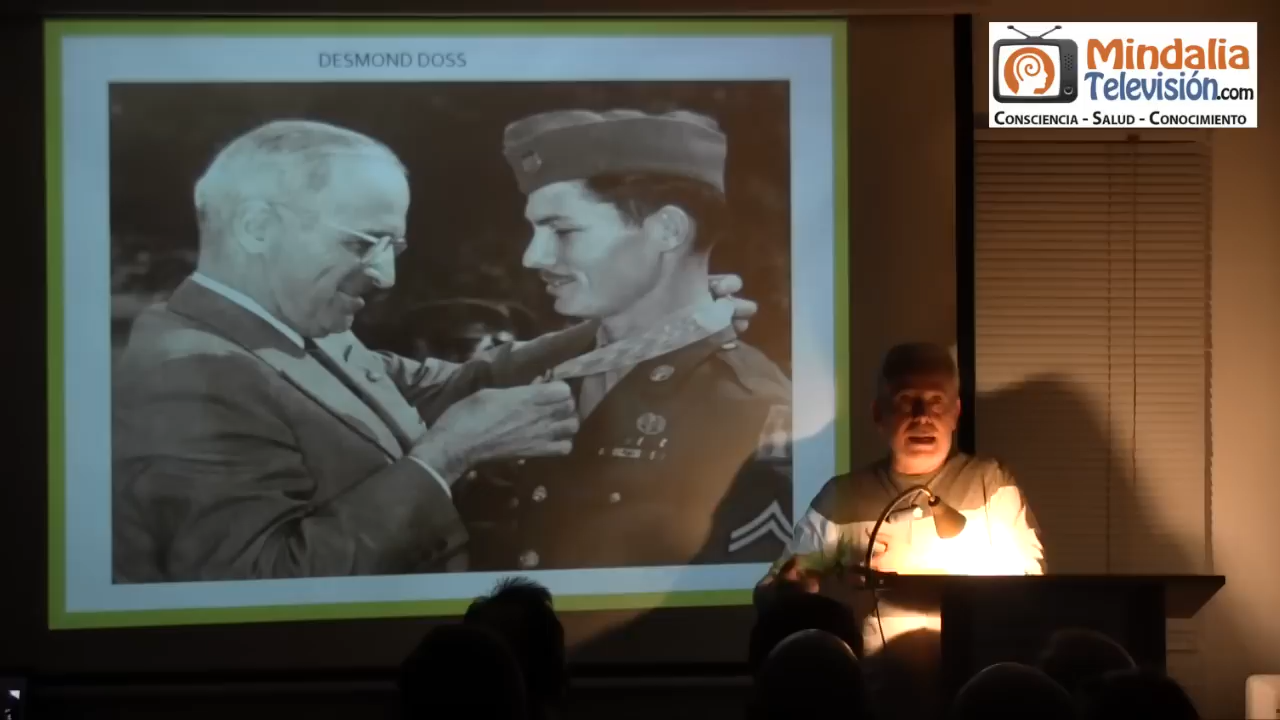 DESMOND DOSS
Mindalia
Televisión.com
CONSCIENCIA - SALUD - CONOCIMIENTO